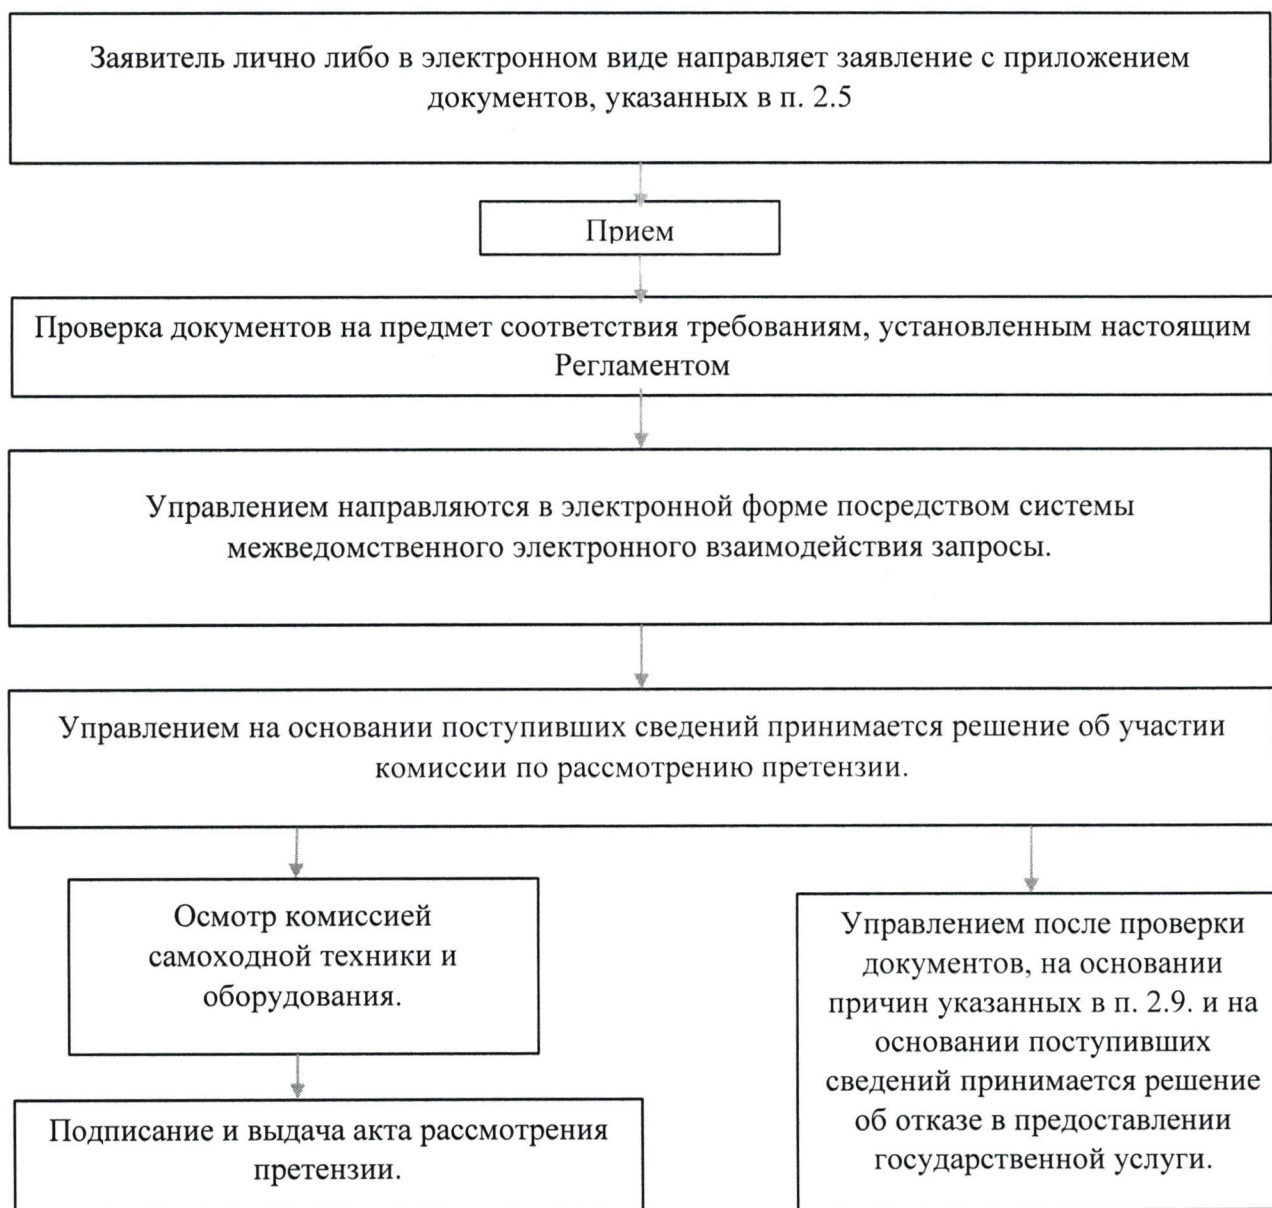 Заявитель лично либо в электронном виде направляет заявление с приложением
документов, указанных в п. 2.5
Прием
Проверка документов на предмет соответствия требованиям, установленным настоящим
Регламентом
Управлением направляются в электронной форме посредством системы
межведомственного электронного взаимодействия запросы.
Управлением на основании поступивших сведений принимается решение об участии
комиссии по рассмотрению претензии.
Осмотр комиссией
самоходной техники и
оборудования.
Подписание и выдача акта рассмотрения
претензии.
Управлением после проверки
документов, на основании
причин указанных в п. 2.9. и на
основании поступивших
сведений принимается решение
об отказе в предоставлении
государственной услуги.